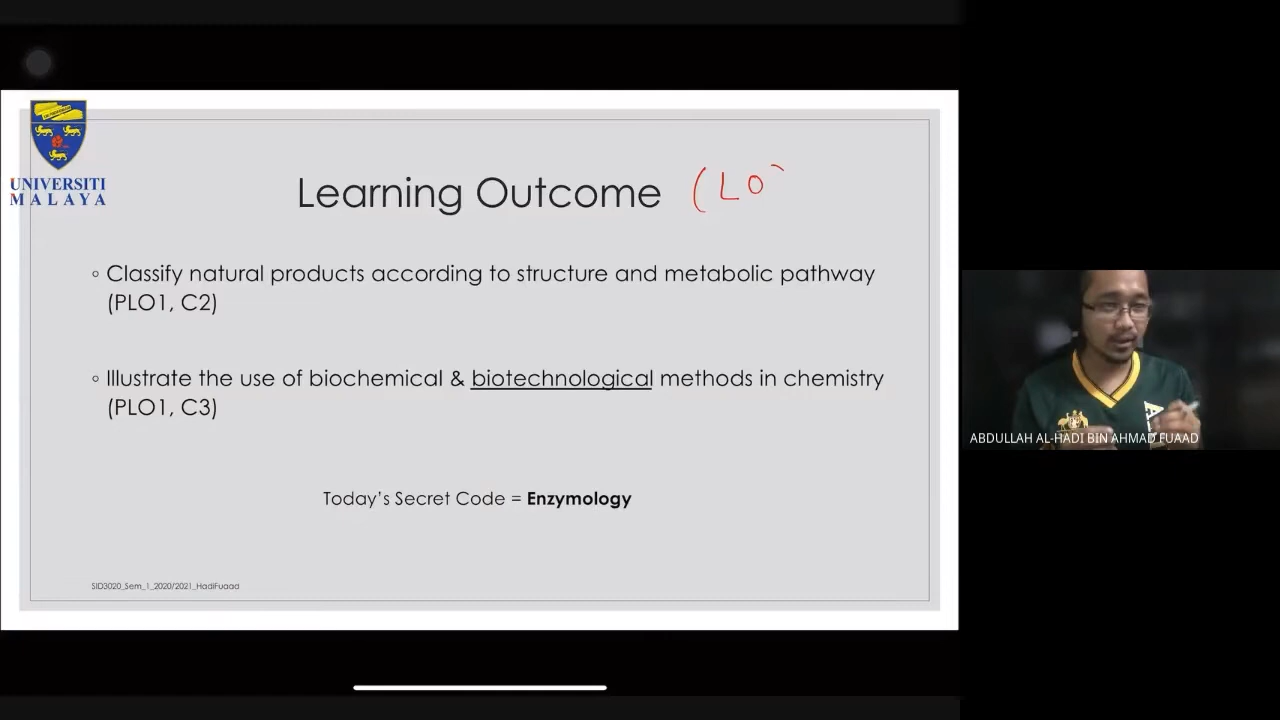 UNIVERSITI
MALAYA
Learning Outcome (LO
◦ Classify natural products according to structure and metabolic pathway
(PLO1, C2)
◦ Illustrate the use of biochemical & biotechnological methods in chemistry
(PLO1, C3)
Today's Secret Code = Enzymology
SID3020_Sem_1_2020/2021_HadiFuaad
ABDULLAH AL-HADI BIN AHMAD FUAAD